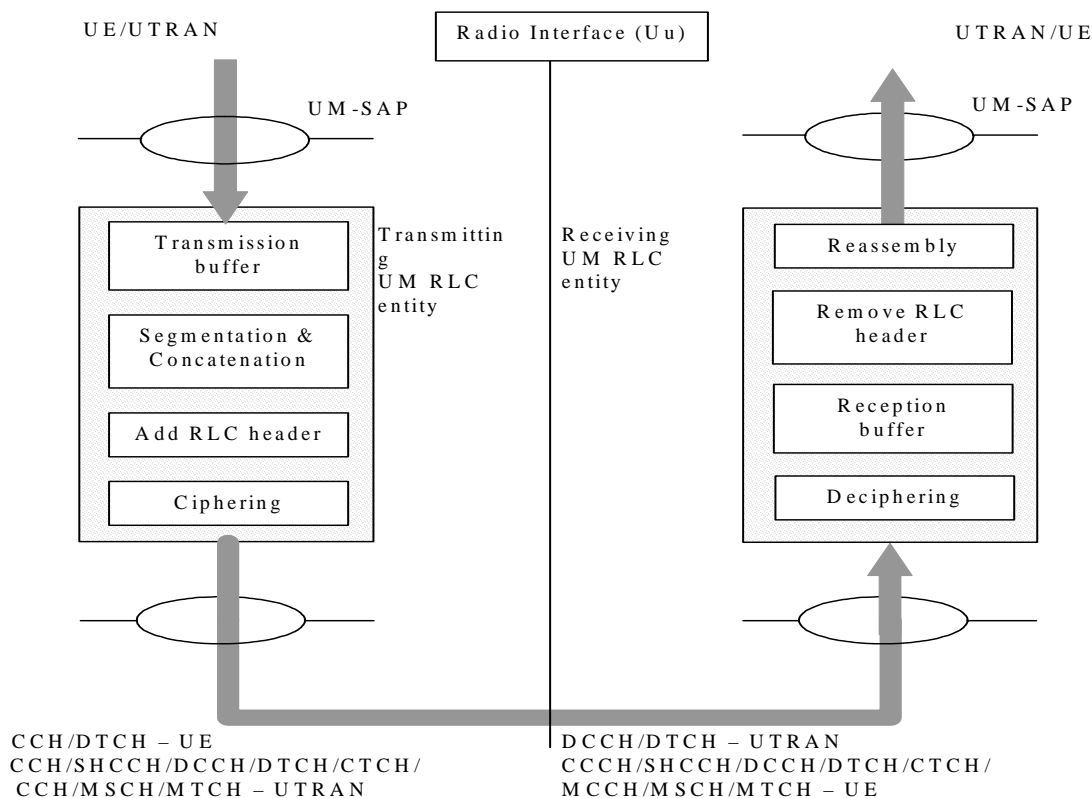 UE/UTRAN
Radio Interface (Uu)
UTRAN/UE
UM-SAP
UM-SAP
Transmission
buffer
Transmittin
g
UM RLC
entity
Segmentation &
Concatenation
Add RLC header
Ciphering
Receiving
UM RLC
entity
Reassembly
Remove RLC
header
Reception
buffer
Deciphering
CCH/DTCH – UE
CCH/SHCCH/DCCH/DTCH/CTCH/
CCH/MSCH/MTCH – UTRAN
DCCH/DTCH – UTRAN
CCCH/SHCCH/DCCH/DTCH/CTCH/
MCCH/MSCH/MTCH – UE